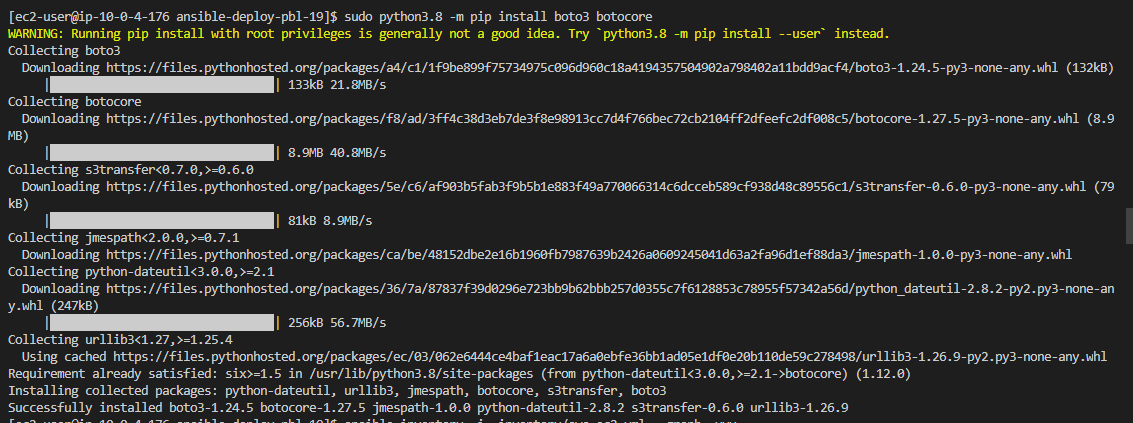 [ec2-user@ip-10-0-4-176 ansible-deploy-pbl-19]$ sudo python3.8 -m pip install boto3 botocore
WARNING: Running pip install with root privileges is generally not a good idea. Try `python3.8 -m pip install --user` instead.
Collecting boto3
Downloading https://files.pythonhosted.org/packages/a4/c1/1f9be899f75734975c096d960c18a4194357504902a798402a11bdd9acf4/boto3-1.24.5-py3-none-any.whl (132kB)
|████████████████████████████████| 133kB 21.8MB/s
Collecting botocore
Downloading https://files.pythonhosted.org/packages/f8/ad/3ff4c38d3eb7de3f8e98913cc7d4f766bec72cb2104ff2dfeefc2df008c5/botocore-1.27.5-py3-none-any.whl (8.9
MB)
|████████████████████████████████| 8.9MB 40.8MB/s
Collecting s3transfer<0.7.0,>=0.6.0
Downloading https://files.pythonhosted.org/packages/5e/c6/af903b5fab3f9b5b1e883f49a770066314c6dcceb589cf938d48c89556c1/s3transfer-0.6.0-py3-none-any.whl (79
kB)
|████████████████████████████████| 81kB 8.9MB/s
Collecting jmespath<2.0.0,>=0.7.1
Downloading https://files.pythonhosted.org/packages/ca/be/48152dbe2e16b1960fb7987639b2426a0609245041d63a2fa96d1ef88da3/jmespath-1.0.0-py3-none-any.whl
Collecting python-dateutil<3.0.0,>=2.1
Downloading https://files.pythonhosted.org/packages/36/7a/87837f39d0296e723bb9b62bbb257d0355c7f6128853c78955f57342a56d/python_dateutil-2.8.2-py2.py3-none-an
y.whl (247kB)
|████████████████████████████████| 256kB 56.7MB/s
Collecting urllib3<1.27,>=1.25.4
Using cached https://files.pythonhosted.org/packages/ec/03/062e6444ce4baf1eac17a6a0ebfe36bb1ad05e1df0e20b110de59c278498/urllib3-1.26.9-py2.py3-none-any.whl
Requirement already satisfied: six>=1.5 in /usr/lib/python3.8/site-packages (from python-dateutil<3.0.0,>=2.1->botocore) (1.12.0)
Installing collected packages: python-dateutil, urllib3, jmespath, botocore, s3transfer, boto3
Successfully installed boto3-1.24.5 botocore-1.27.5 jmespath-1.0.0 python-dateutil-2.8.2 s3transfer-0.6.0 urllib3-1.26.9